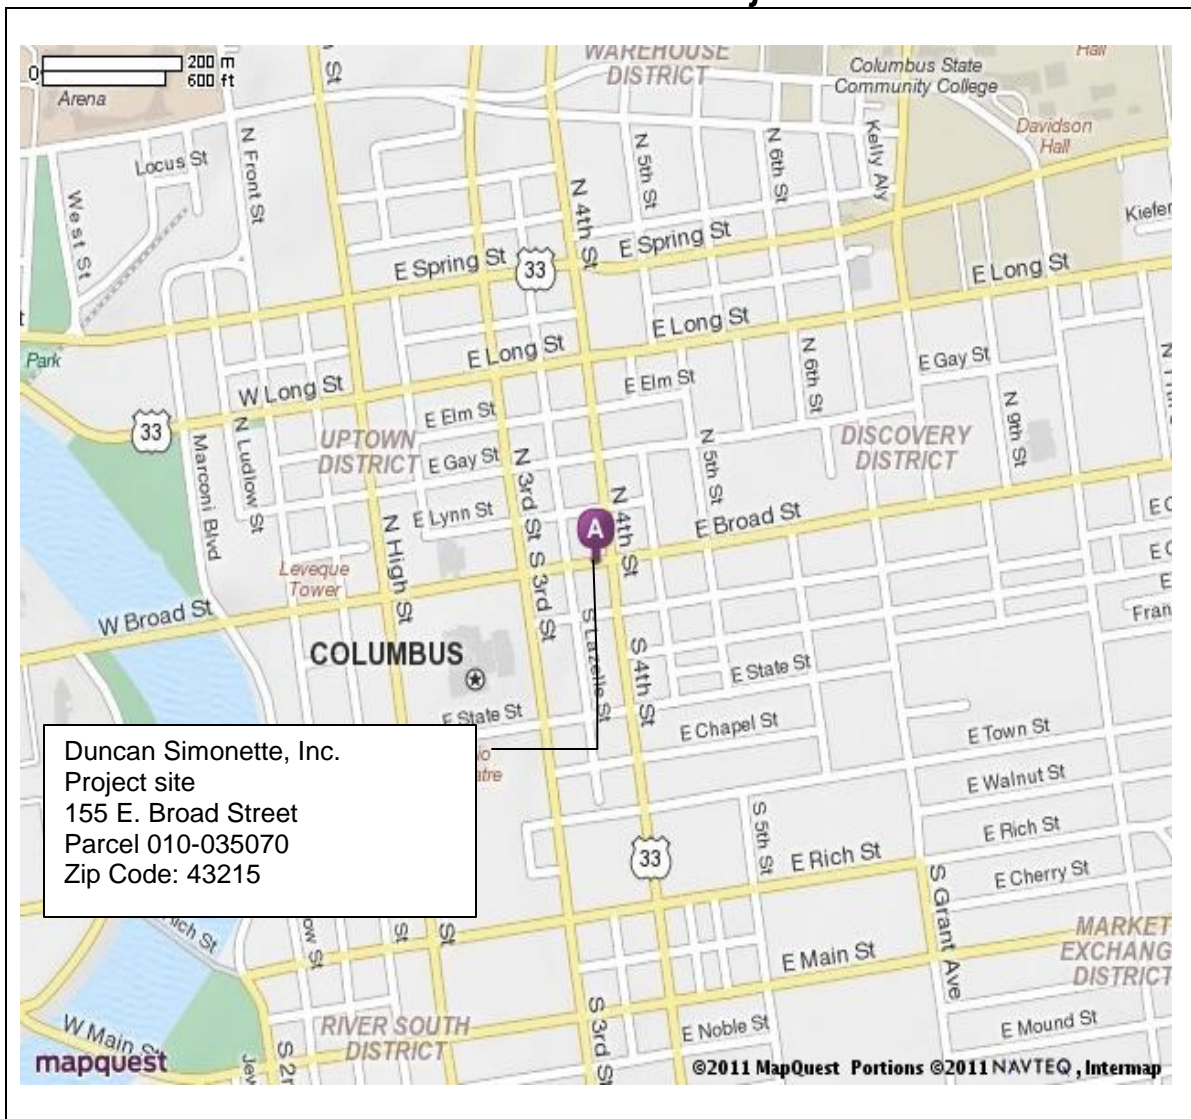 200 m
0
600 ft
Arena
WAREHOUSE
DISTRICT
Hall
Columbus State
Community College
Davidson
Hall
Locus St
N Front St
West St
N 4th St
N 5th St
N 6th St
Kelly Aly
Kiefer
E Spring St
33
E Spring St
E Long St
E Long St
E Long St
W Long St
Park
33
E Elm St
E Elm St
N 6th St
E Gay St
N 9th St
UPTOWN
DISTRICT
E Gay St
N 3rd St
N 5th St
DISCOVERY
DISTRICT
Marconi Blvd
N Ludlow St
E Lynn St
N High St
A
N 4th St
E Broad St
Leveque
Tower
W Broad St
S 3rd St
S Lazelle St
S 4th St
COLUMBUS
E State St
E State St
E Chapel St
E Town St
E Walnut St
Fran
Duncan Simonette, Inc.
Project site
155 E. Broad Street
Parcel 010-035070
Zip Code: 43215
S 5th St
33
E Rich St
E Rich St
E Cherry St
S Grant Ave
MARKET
EXCHANG
DISTRICT
E Main St
St
St
S 3rd St
E Noble St
E Mound St
RIVER SOUTH
DISTRICT
W Main St
mapquest
©2011 MapQuest Portions ©2011 NAVTEQ, Intermap